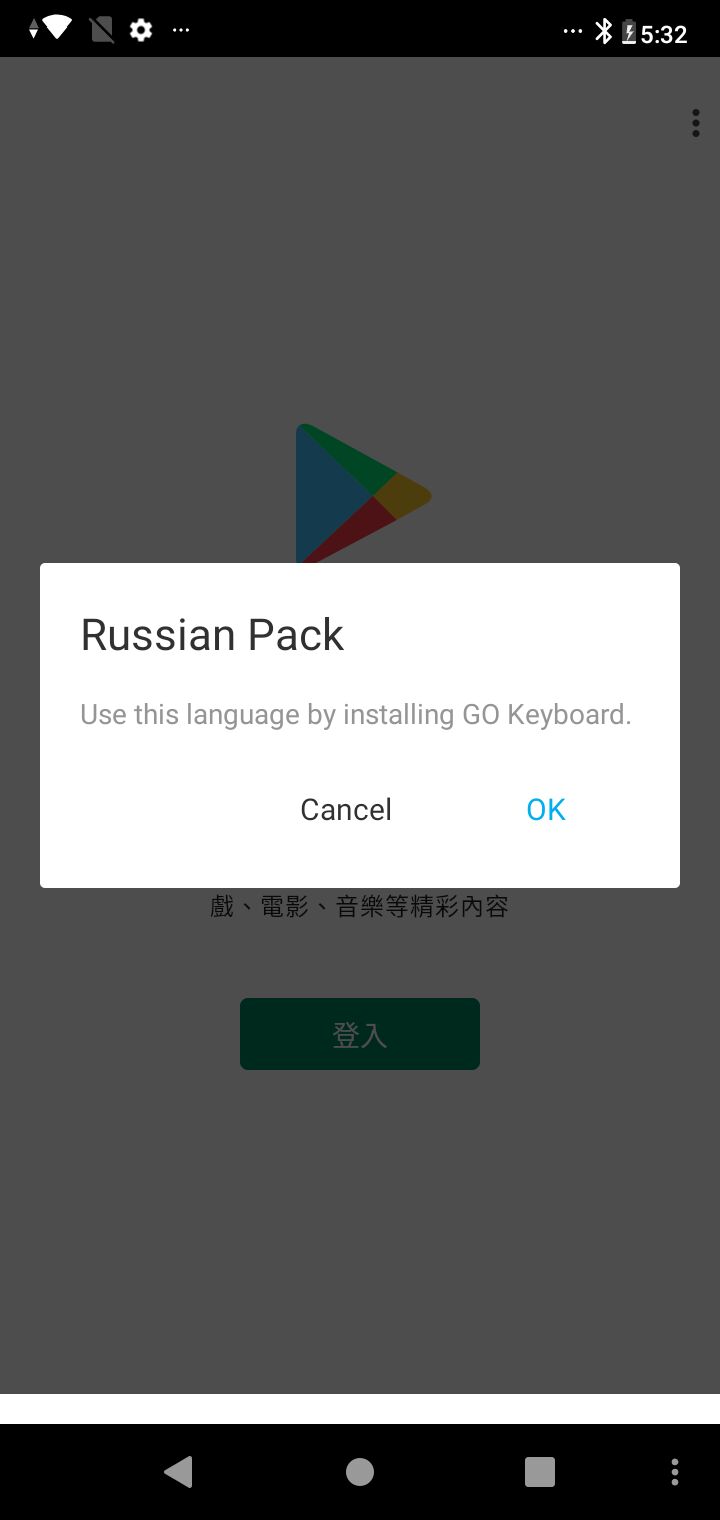 5:32
Russian Pack
Use this language by installing GO Keyboard.
Cancel
OK
戲、電影、音樂等精彩內容
登入